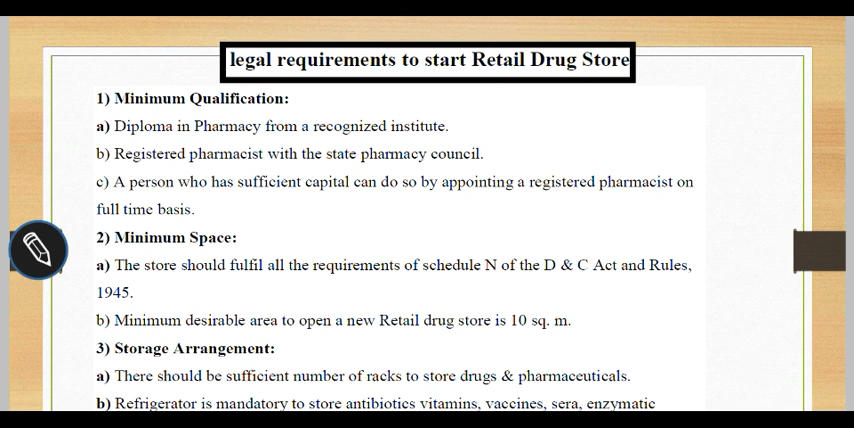 legal requirements to start Retail Drug Store
1) Minimum Qualification:
a) Diploma in Pharmacy from a recognized institute.
b) Registered pharmacist with the state pharmacy council.
c) A person who has sufficient capital can do so by appointing a registered pharmacist on
full time basis.
2) Minimum Space:
a) The store should fulfil all the requirements of schedule N of the D & C Act and Rules,
1945.
b) Minimum desirable area to open a new Retail drug store is 10 sq. m.
3) Storage Arrangement:
a) There should be sufficient number of racks to store drugs & pharmaceuticals.
b) Refrigerator is mandatory to store antibiotics vitamins, vaccines, sera, enzymatic